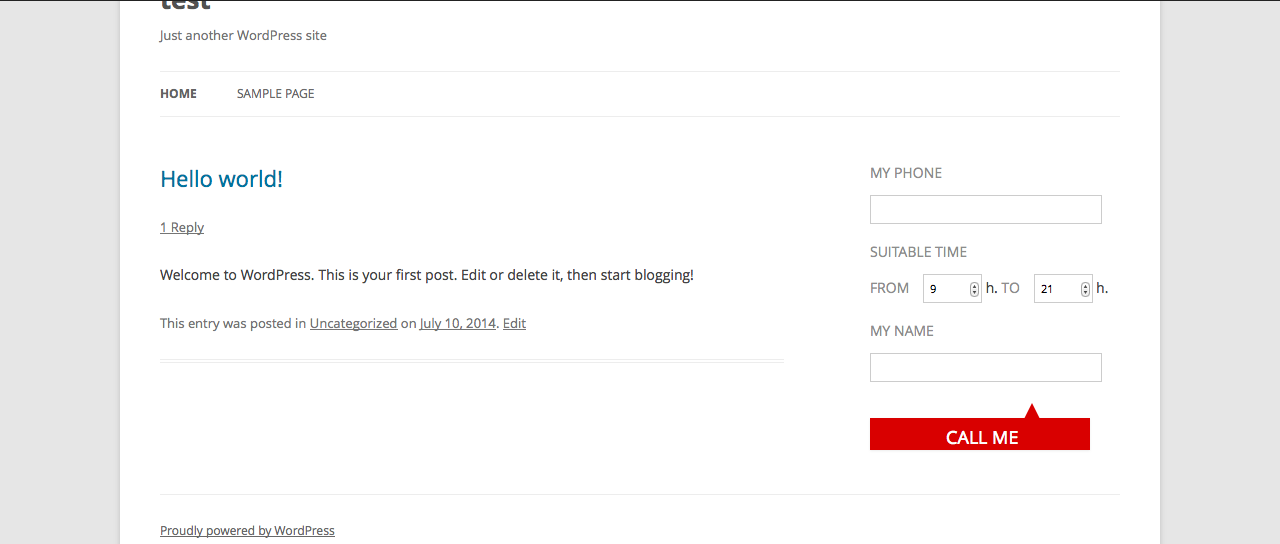 test
Just another WordPress site
HOME SAMPLE PAGE
Hello world!
1 Reply
Welcome to WordPress. This is your first post. Edit or delete it, then start blogging!
This entry was posted in Uncategorized on July 10, 2014. Edit
MY PHONE
SUITABLE TIME
FROM 9 h. TO 21 h.
MY NAME
CALL ME
Proudly powered by WordPress